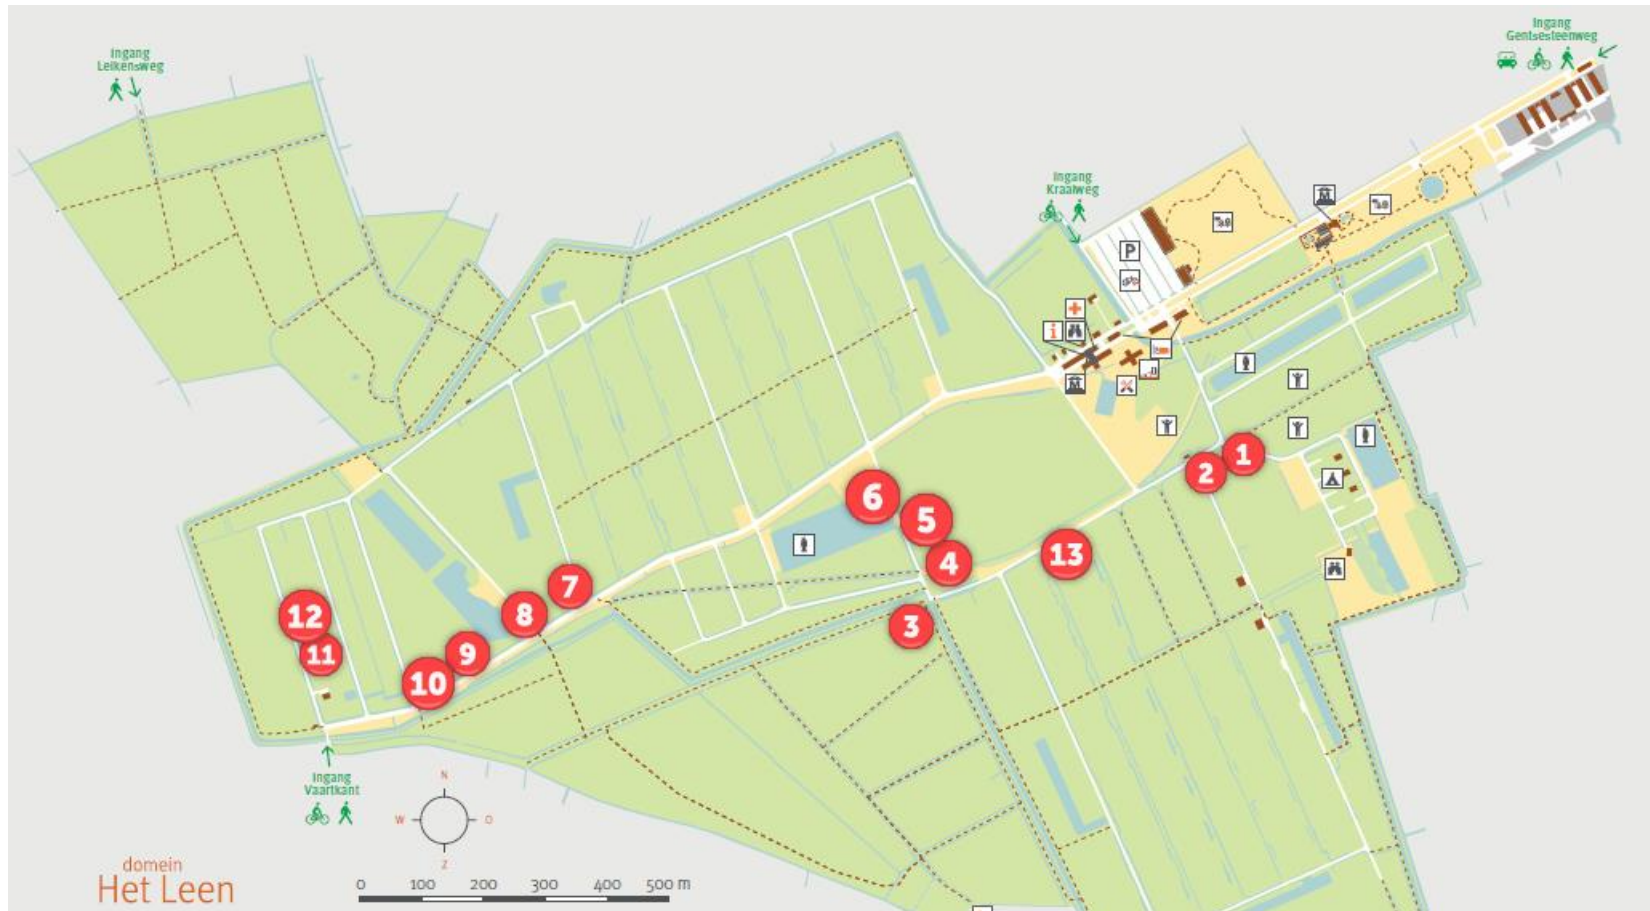 Ingang
Gentsesteenweg
Ingang
Leikensweg
Ingang
Kraaiweg
P
i
1
2
6
5
13
4
7
8
12
3
9
11
10
Ingang
Vaartkant
N
W
O
Z
domein
Het Leen
0 100 200 300 400 500 m